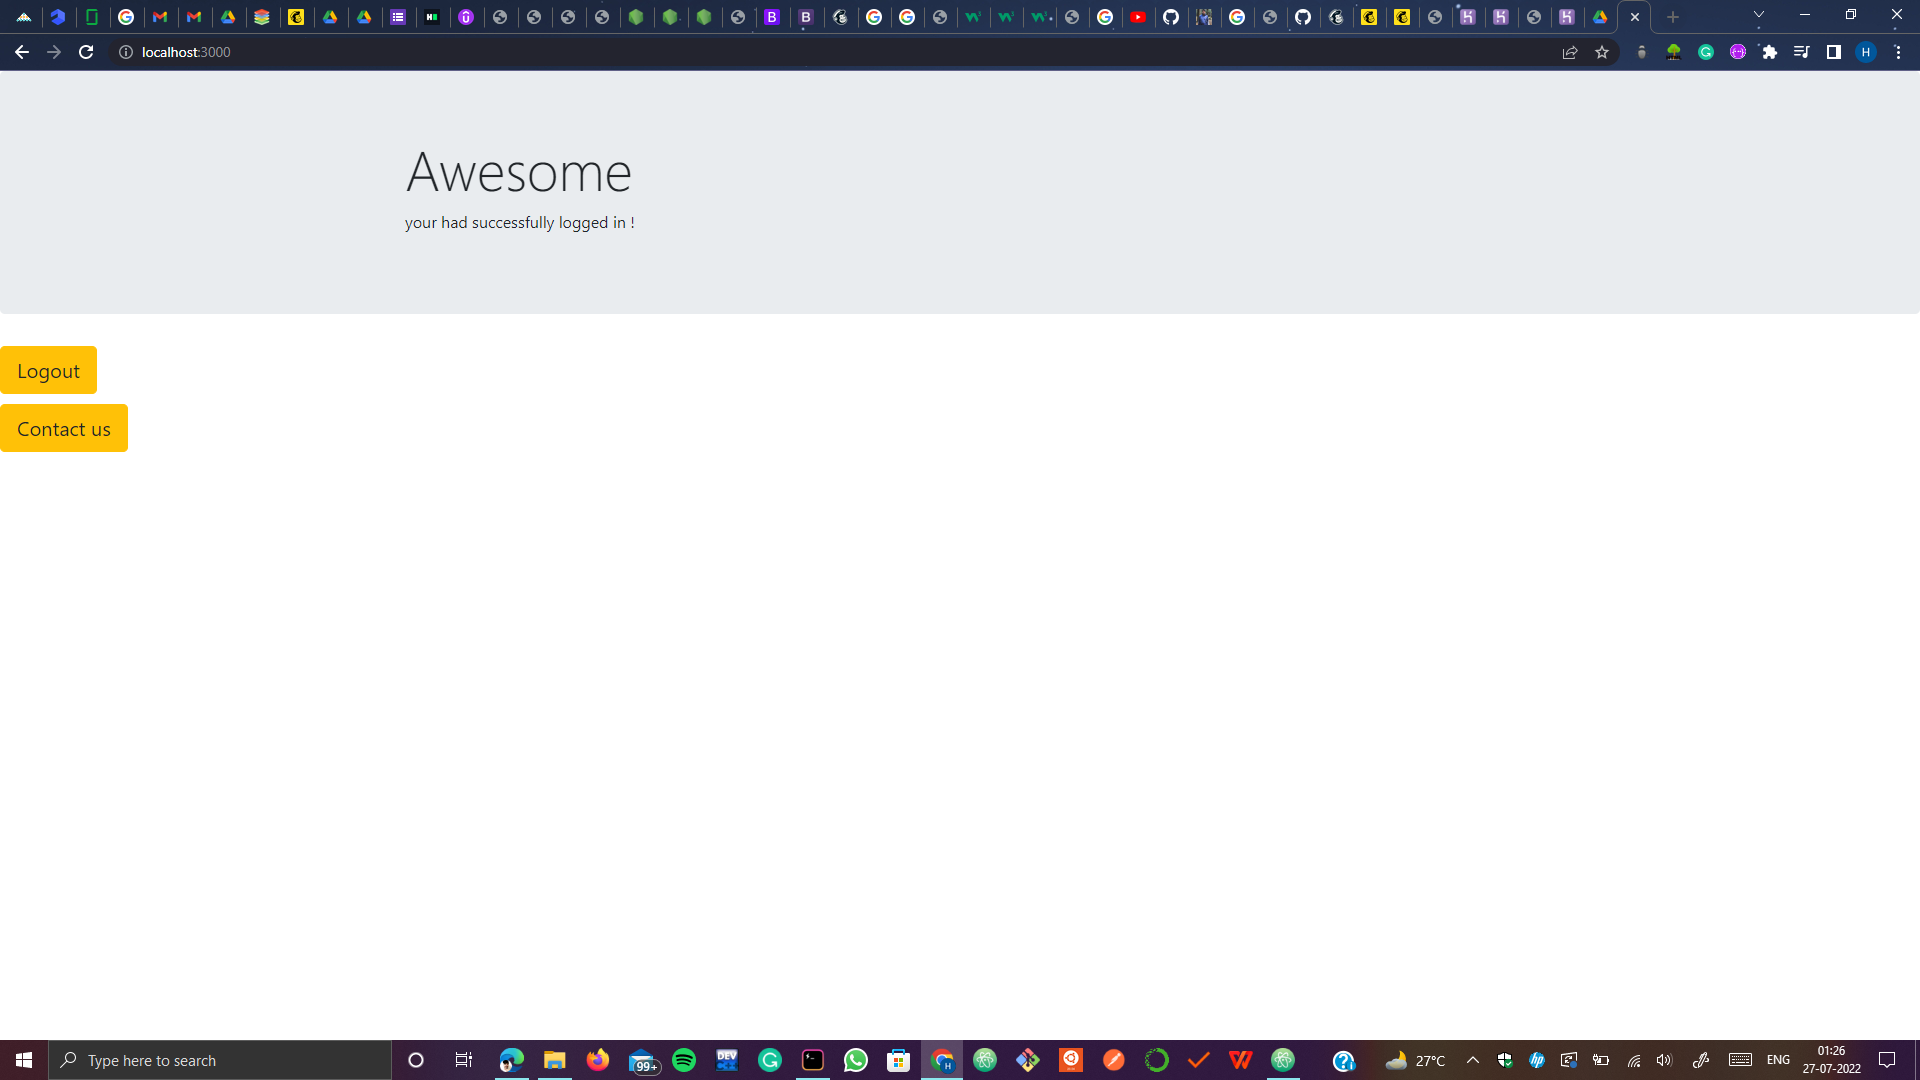 localhost:3000
Awesome
your had successfully logged in !
Logout
Contact us
Type here to search
99+
DEV
27°C
ENG
01:26
27-07-2022